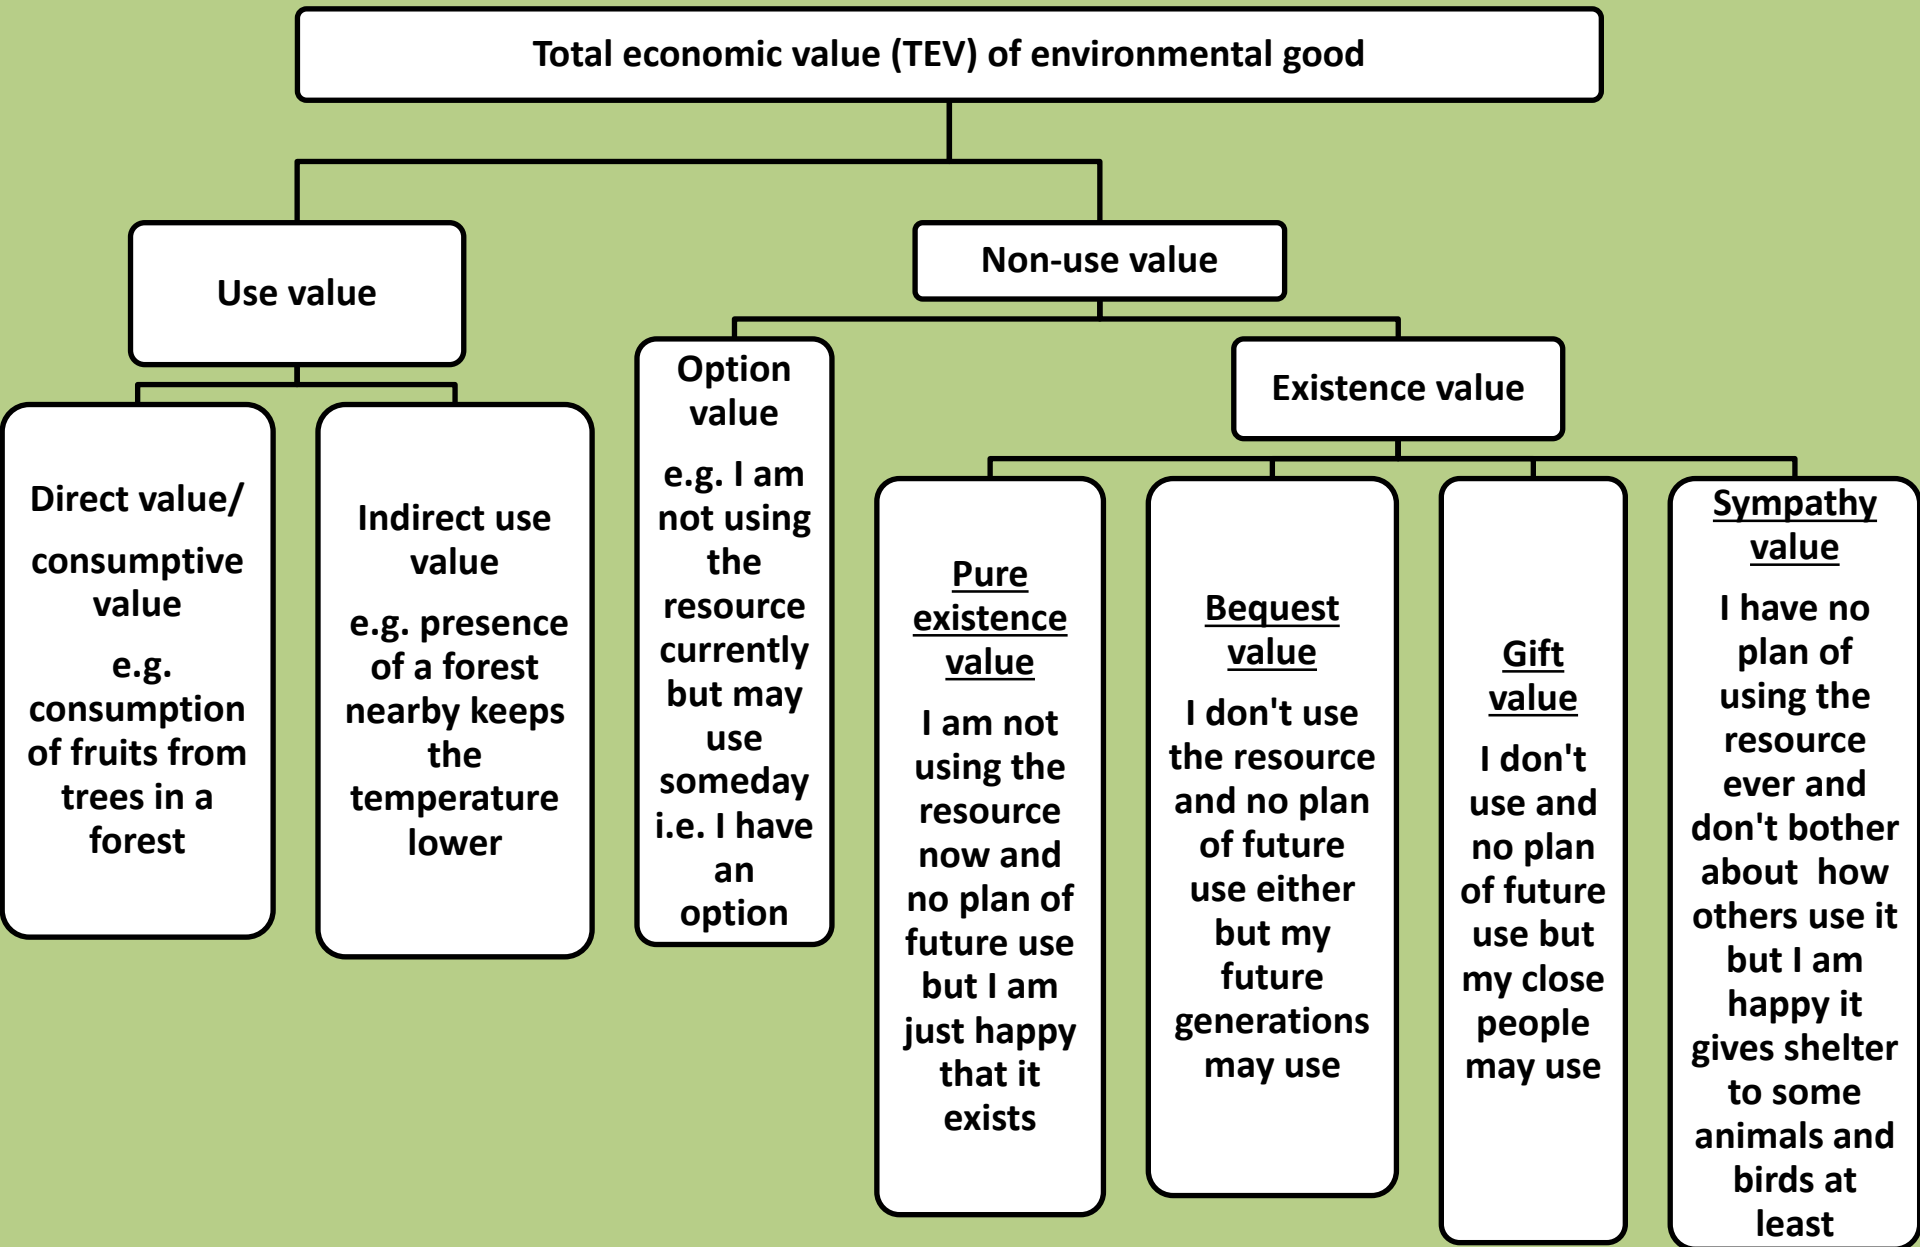 Total economic value (TEV) of environmental good
Use value
Non-use value
Direct value/
consumptive
value
e.g.
consumption
of fruits from
trees in a
forest
Indirect use
value
e.g. presence
of a forest
nearby keeps
the
temperature
lower
Option
value
e.g. I am
not using
the
resource
currently
but may
use
someday
i.e. I have
an
option
Existence value
Pure
existence
value
I am not
using the
resource
now and
no plan of
future use
but I am
just happy
that it
exists
Bequest
value
I don't use
the resource
and no plan
of future
use either
but my
future
generations
may use
Gift
value
I don't
use and
no plan
of future
use but
my close
people
may use
Sympathy
value
I have no
plan of
using the
resource
ever and
don't bother
about how
others use it
but I am
happy it
gives shelter
to some
animals and
birds at
least